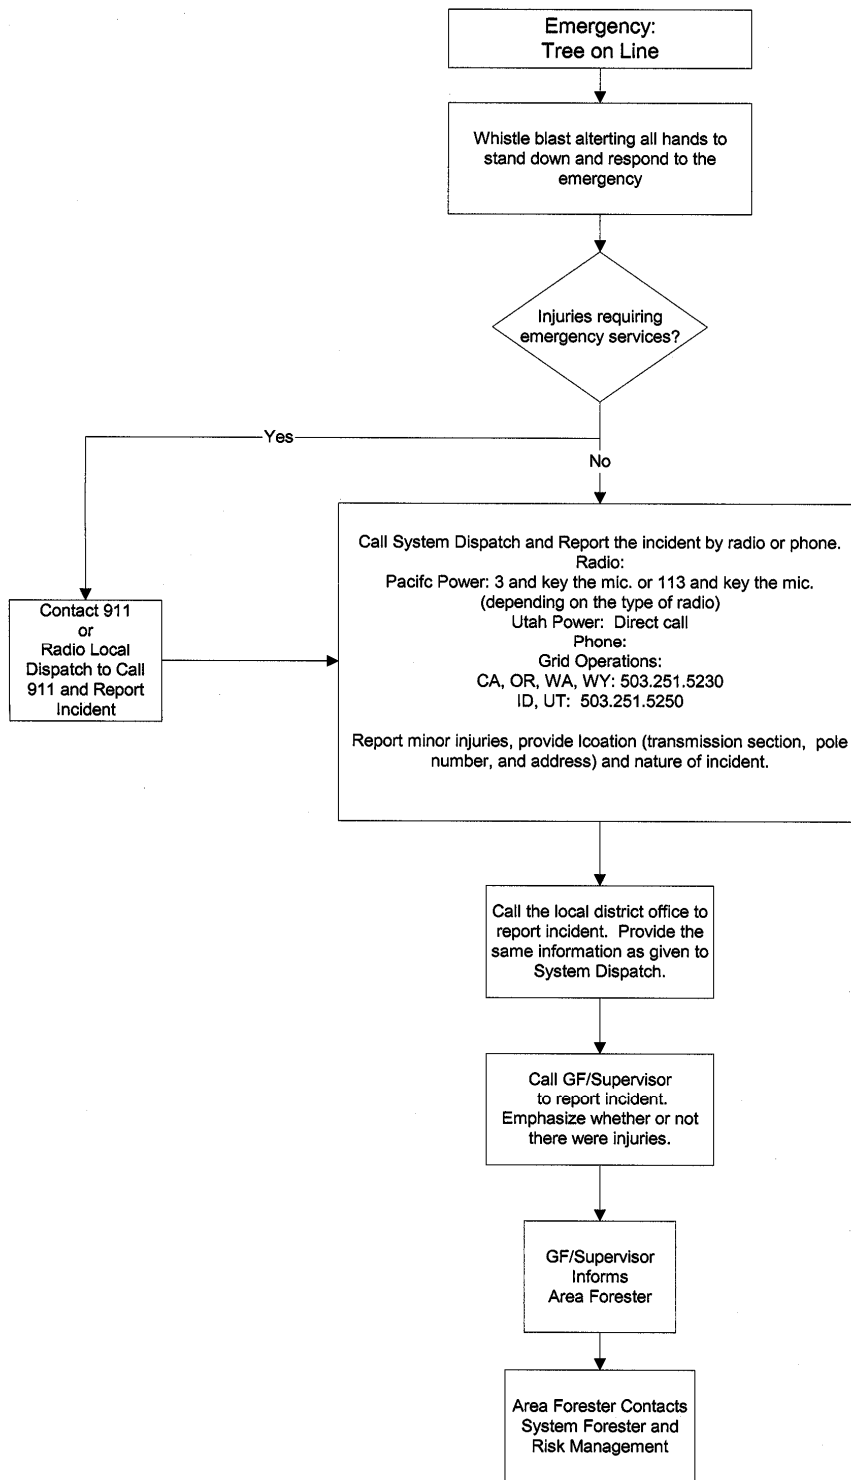 Emergency:
Tree on Line
Whistle blast alterting all hands to
stand down and respond to the
emergency
Injuries requiring
emergency services?
Yes
No
Call System Dispatch and Report the incident by radio or phone.
Radio:
Pacifc Power: 3 and key the mic. or 113 and key the mic.
(depending on the type of radio)
Utah Power: Direct call
Phone:
Grid Operations:
CA, OR, WA, WY: 503.251.5230
ID, UT: 503.251.5250
Report minor injuries, provide lcoation (transmission section, pole
number, and address) and nature of incident.
Contact 911
or
Radio Local
Dispatch to Call
911 and Report
Incident
Call the local district office to
report incident. Provide the
same information as given to
System Dispatch.
Call GF/Supervisor
to report incident.
Emphasize whether or not
there were injuries.
GF/Supervisor
Informs
Area Forester
Area Forester Contacts
System Forester and
Risk Management